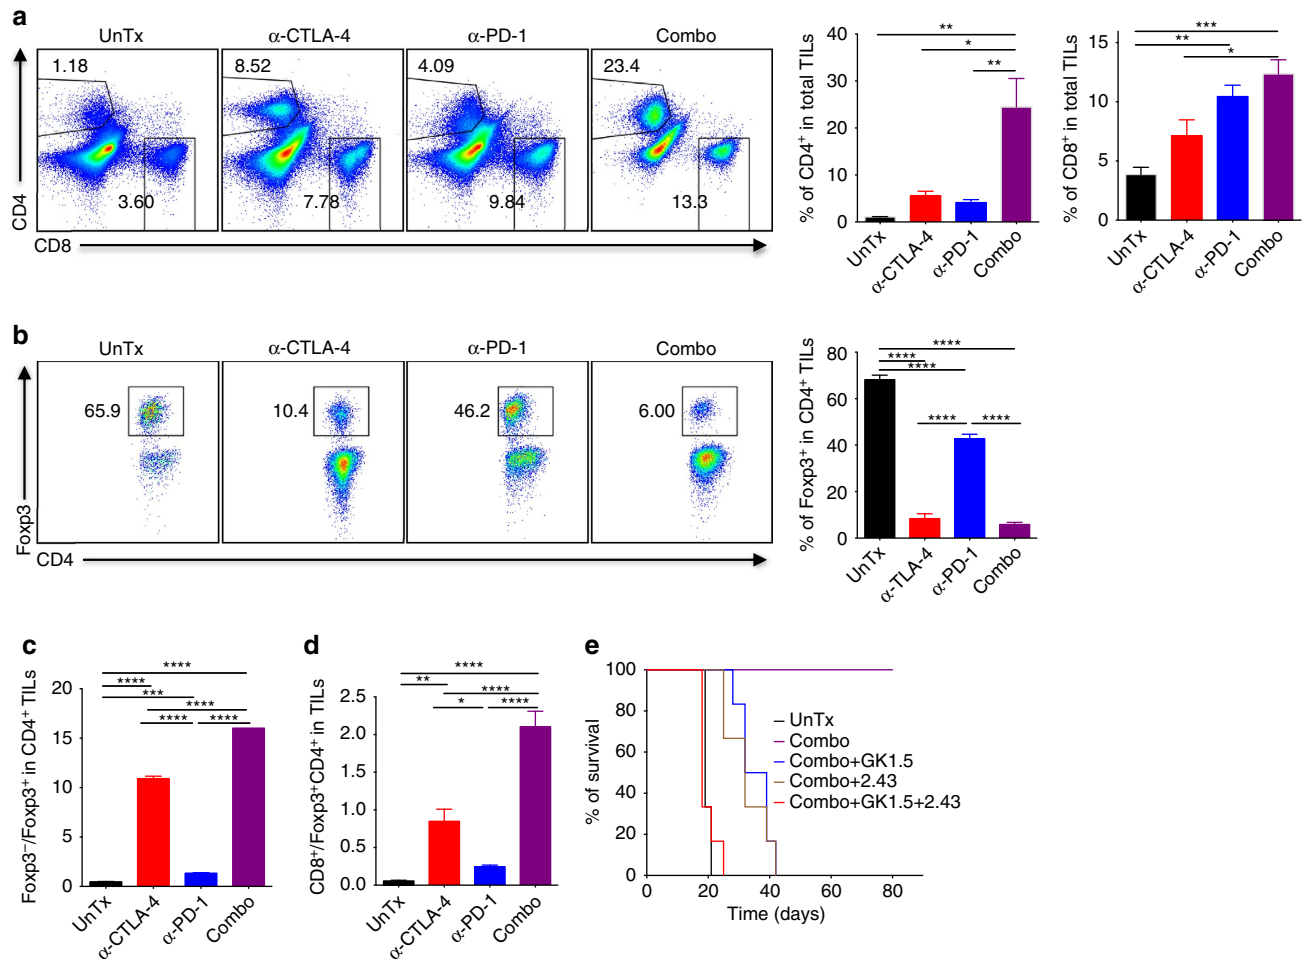 a
UnTx α-CTLA-4 α-PD-1 Combo
1.18 8.52 4.09 23.4
3.60 7.78 9.84 13.3
CD4
CD8
% of CD4⁺ in total TILs
40
30
20
10
0
** * **
UnTx α-CTLA-4 α-PD-1 Combo
% of CD8⁺ in total TILs
15
10
5
0
*** ** *
UnTx α-CTLA-4 α-PD-1 Combo
b
UnTx α-CTLA-4 α-PD-1 Combo
65.9 10.4 46.2 6.00
Foxp3
CD4
% of Foxp3⁺ in CD4⁺ TILs
80
60
40
20
0
**** **** **** **** ****
UnTx α-TLA-4 α-PD-1 Combo
c
Foxp3⁻/Foxp3⁺ in CD4⁺ TILs
20
15
10
5
0
**** **** *** **** **** ****
UnTx α-CTLA-4 α-PD-1 Combo
d
CD8⁺/Foxp3⁺CD4⁺ in TILs
2.5
2.0
1.5
1.0
0.5
0.0
**** ** **** * ****
UnTx α-CTLA-4 α-PD-1 Combo
e
% of survival
100
80
60
40
20
0
UnTx
Combo
Combo+GK1.5
Combo+2.43
Combo+GK1.5+2.43
0 20 40 60 80
Time (days)